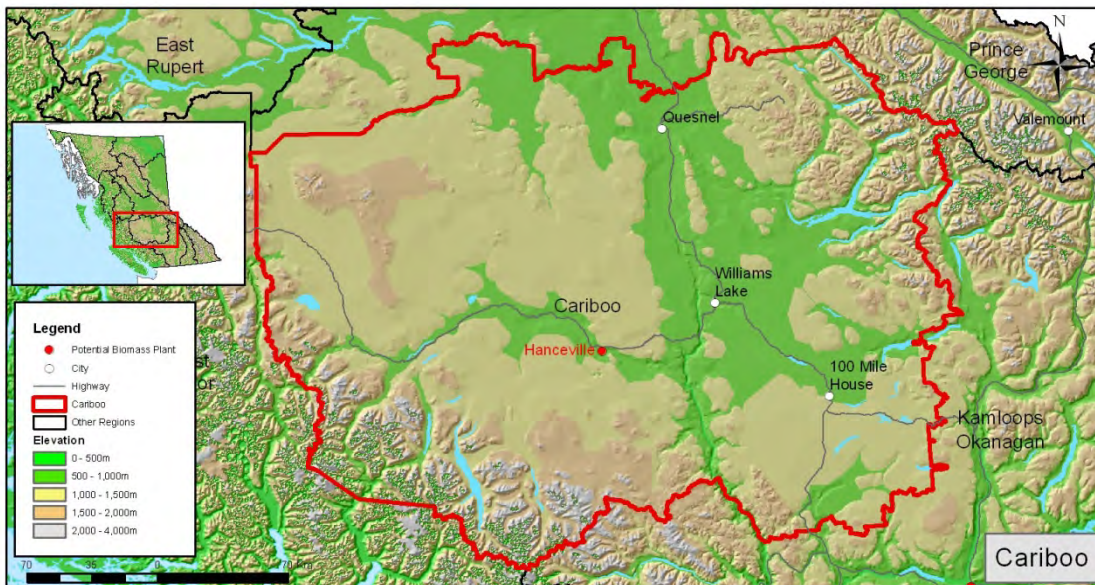 East
Rupert
N
Prince
George
Valemount
Quesnel
Williams
Lake
Cariboo
Hanceville
100 Mile
House
Kamloops
Okanagan
Legend
Potential Biomass Plant
City
Highway
Cariboo
Other Regions
Elevation
0 - 500m
500 - 1,000m
1,000 - 1,500m
1,500 - 2,000m
2,000 - 4,000m
70 35 0 70 Km
Cariboo